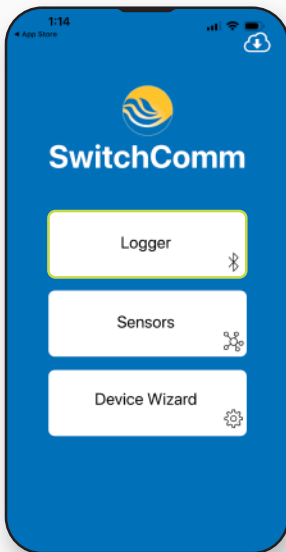 1:14
◀ App Store
SwitchComm
Logger
Sensors
Device Wizard